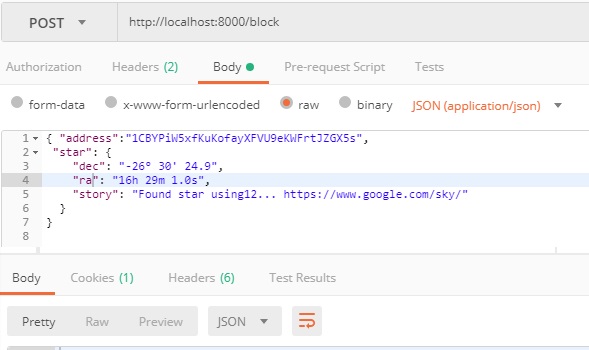 POST http://localhost:8000/block
Authorization Headers (2) Body Pre-request Script Tests
form-data x-www-form-urlencoded raw binary JSON (application/json)
1 { "address":"1CBYPiW5xfKuKofayXFVU9eKWFrtJZGX5s",
2 "star": {
3 "dec": "-26° 30' 24.9",
4 "ra": "16h 29m 1.0s",
5 "story": "Found star using12... https://www.google.com/sky/"
6 }
7 }
8
Body Cookies (1) Headers (6) Test Results
Pretty Raw Preview JSON